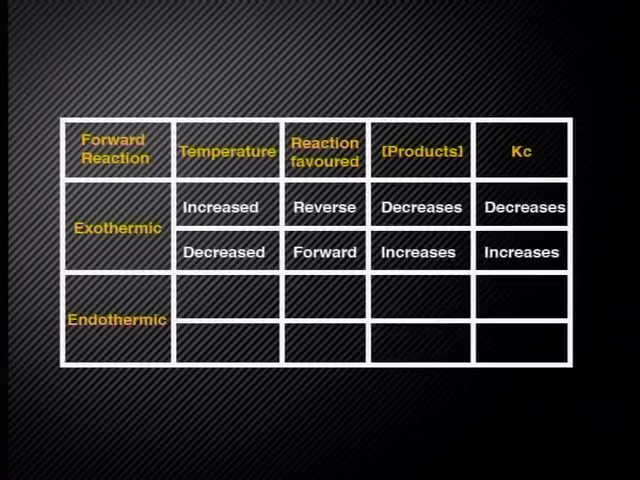 Forward
Reaction
Temperature
Reaction
favoured
[Products]
Kc
Exothermic
Increased
Reverse
Decreases
Decreases
Decreased
Forward
Increases
Increases
Endothermic